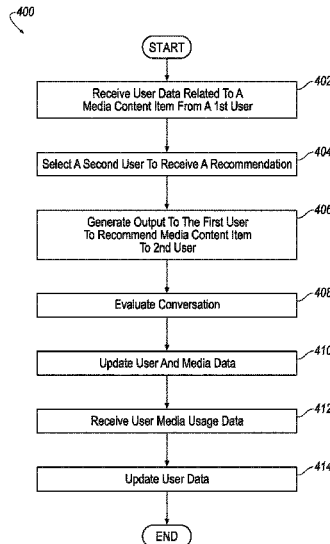 400
START
402
Receive User Data Related To A
Media Content Item From A 1st User
404
Select A Second User To Receive A Recommendation
406
Generate Output To The First User
To Recommend Media Content Item
To 2nd User
408
Evaluate Conversation
410
Update User And Media Data
412
Receive User Media Usage Data
414
Update User Data
END